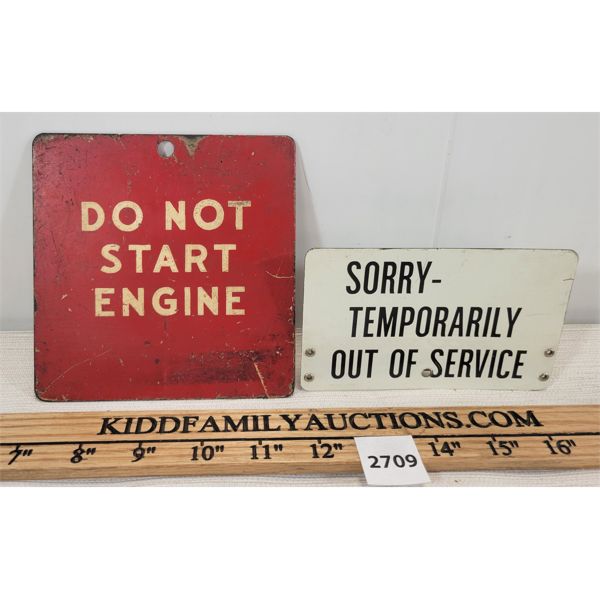 DO NOT
START
ENGINE
SORRY-
TEMPORARILY
OUT OF SERVICE
KIDDFAMILYAUCTIONS.COM
7" 8" 9" 10" 11" 12" 14" 15" 16"
2709